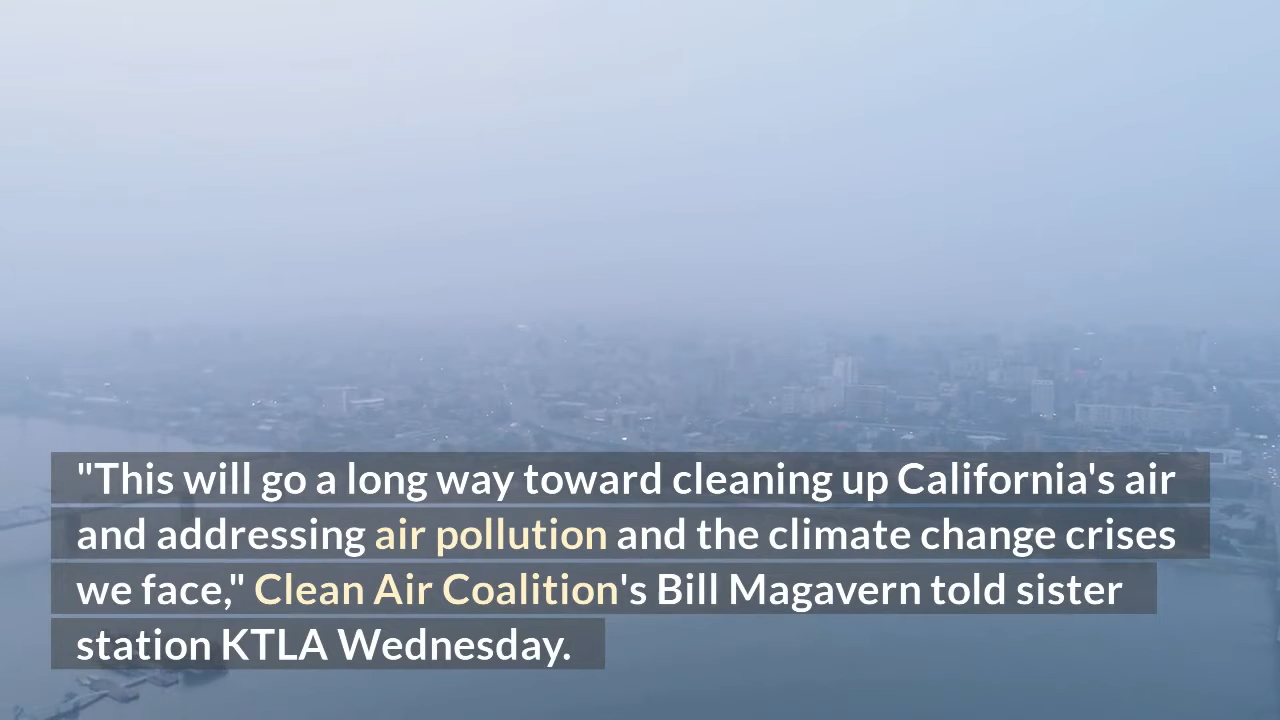 "This will go a long way toward cleaning up California's air
and addressing air pollution and the climate change crises
we face," Clean Air Coalition's Bill Magavern told sister
station KTLA Wednesday.